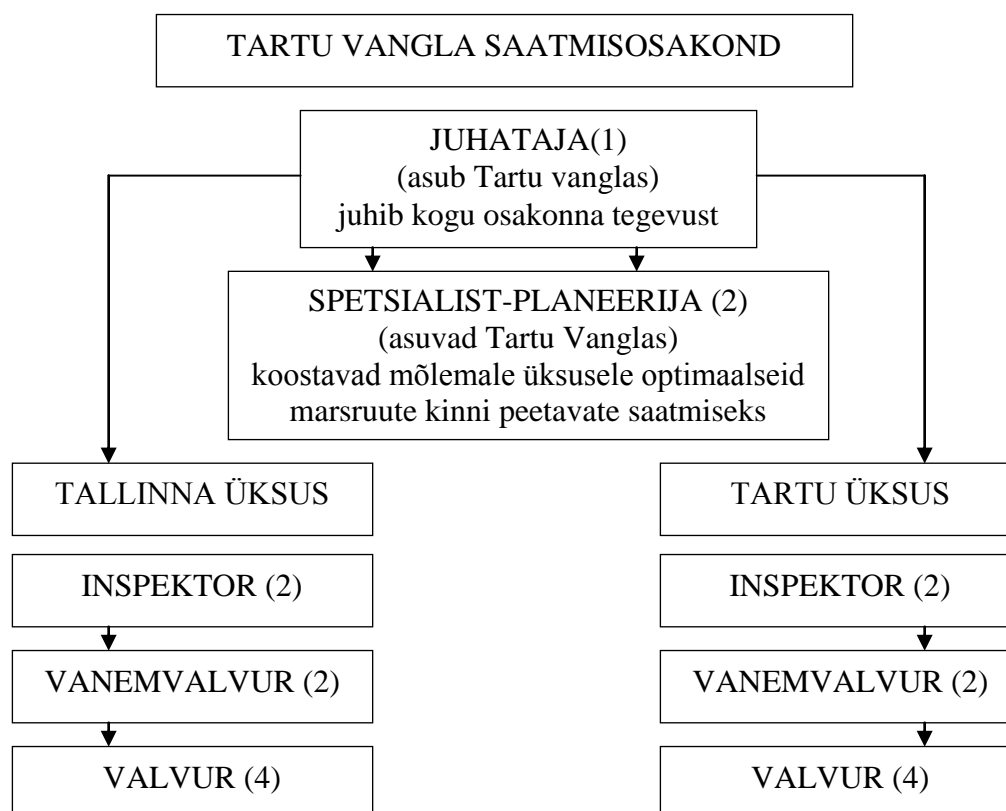 TARTU VANGLA SAATMISOSAKOND
JUHATAJA(1)
(asub Tartu vanglas)
juhib kogu osakonna tegevust
SPETSIALIST-PLANEERIJA (2)
(asuvad Tartu Vanglas)
koostavad mõlemale üksusele optimaalseid
marsruute kinni peetavate saatmiseks
TALLINNA ÜKSUS
INSPEKTOR (2)
VANEMVALVUR (2)
VALVUR (4)
TARTU ÜKSUS
INSPEKTOR (2)
VANEMVALVUR (2)
VALVUR (4)